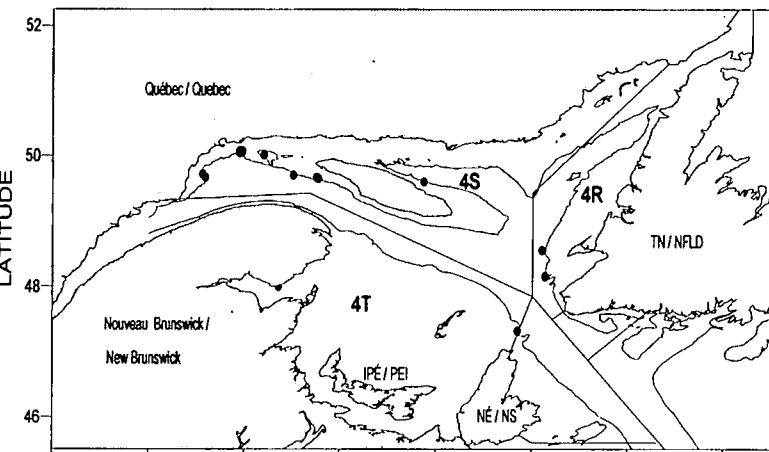 52
Québec / Quebec
50
4S
4R
LATITUDE
TN / NFLD
48
4T
Nouveau Brunswick /
New Brunswick
IPÉ / PEI
NÉ / NS
46